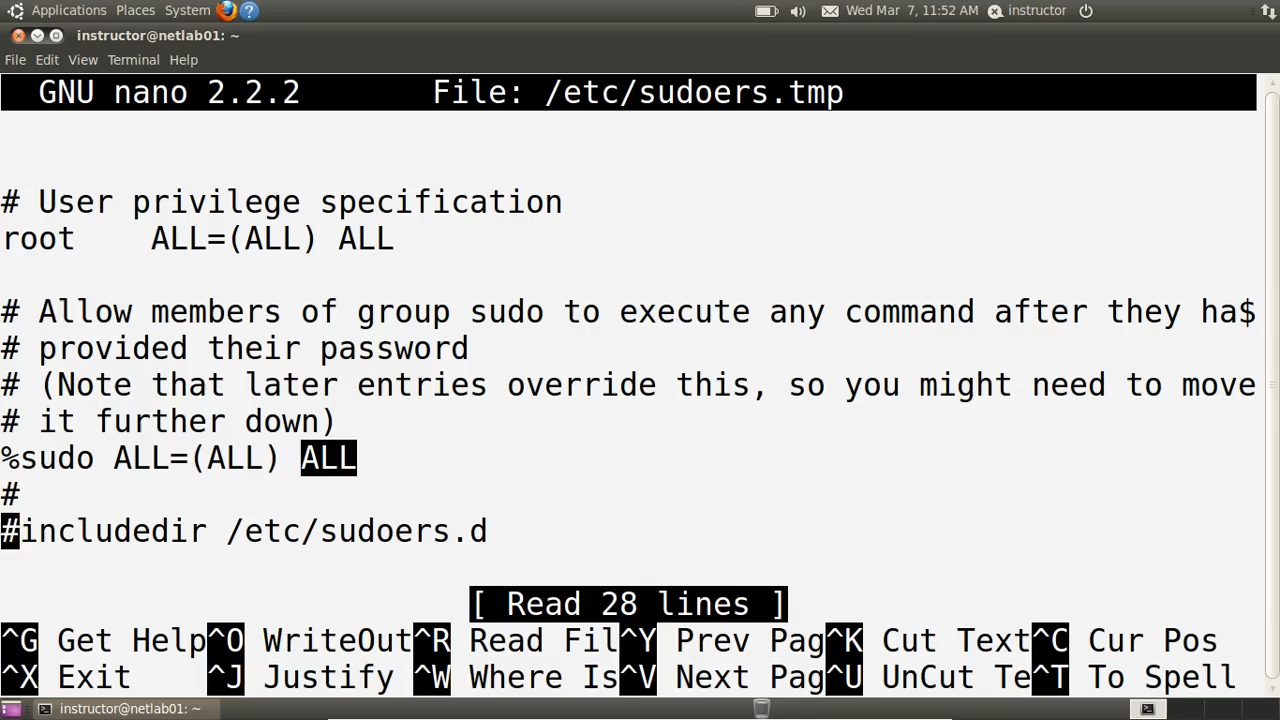 Applications Places System Wed Mar 7, 11:52 AM instructor
instructor@netlab01: ~
File Edit View Terminal Help
GNU nano 2.2.2 File: /etc/sudoers.tmp
# User privilege specification
root ALL=(ALL) ALL
# Allow members of group sudo to execute any command after they ha$
# provided their password
# (Note that later entries override this, so you might need to move
# it further down)
%sudo ALL=(ALL) ALL
#
#includedir /etc/sudoers.d
[ Read 28 lines ]
^G Get Help ^O WriteOut ^R Read Fil ^Y Prev Pag ^K Cut Text ^C Cur Pos
^X Exit ^J Justify ^W Where Is ^V Next Pag ^U UnCut Te ^T To Spell
instructor@netlab01: ~